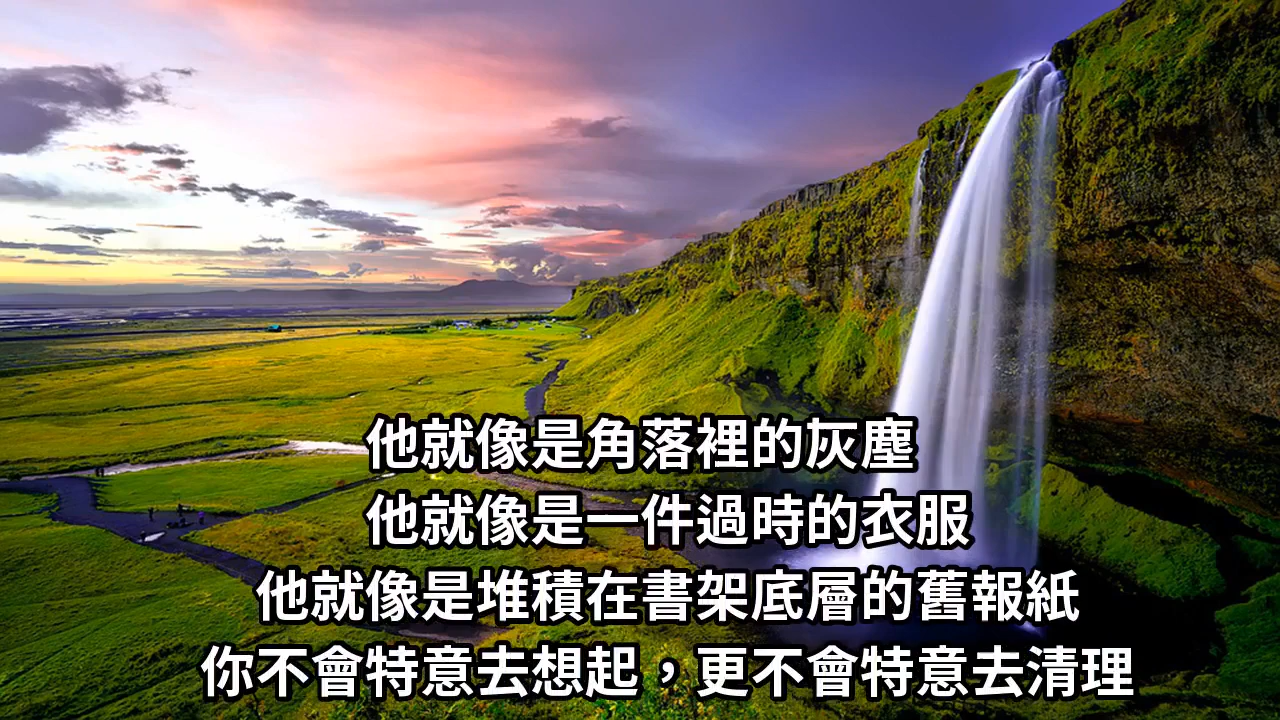 他就像是角落裡的灰塵
他就像是一件過時的衣服
他就像是堆積在書架底層的舊報紙
你不會特意去想起，更不會特意去清理